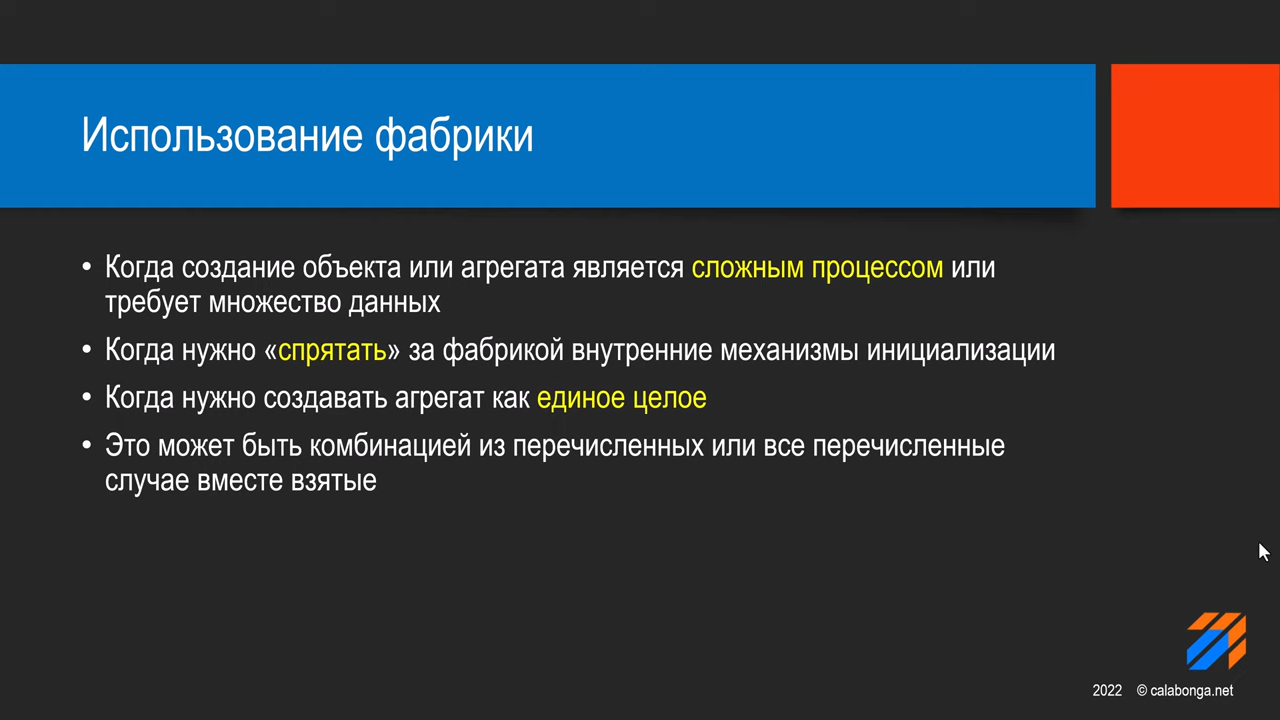 Использование фабрики
• Когда создание объекта или агрегата является сложным процессом или
требует множество данных
• Когда нужно «спрятать» за фабрикой внутренние механизмы инициализации
• Когда нужно создавать агрегат как единое целое
• Это может быть комбинацией из перечисленных или все перечисленные
случае вместе взятые
2022 © calabonga.net